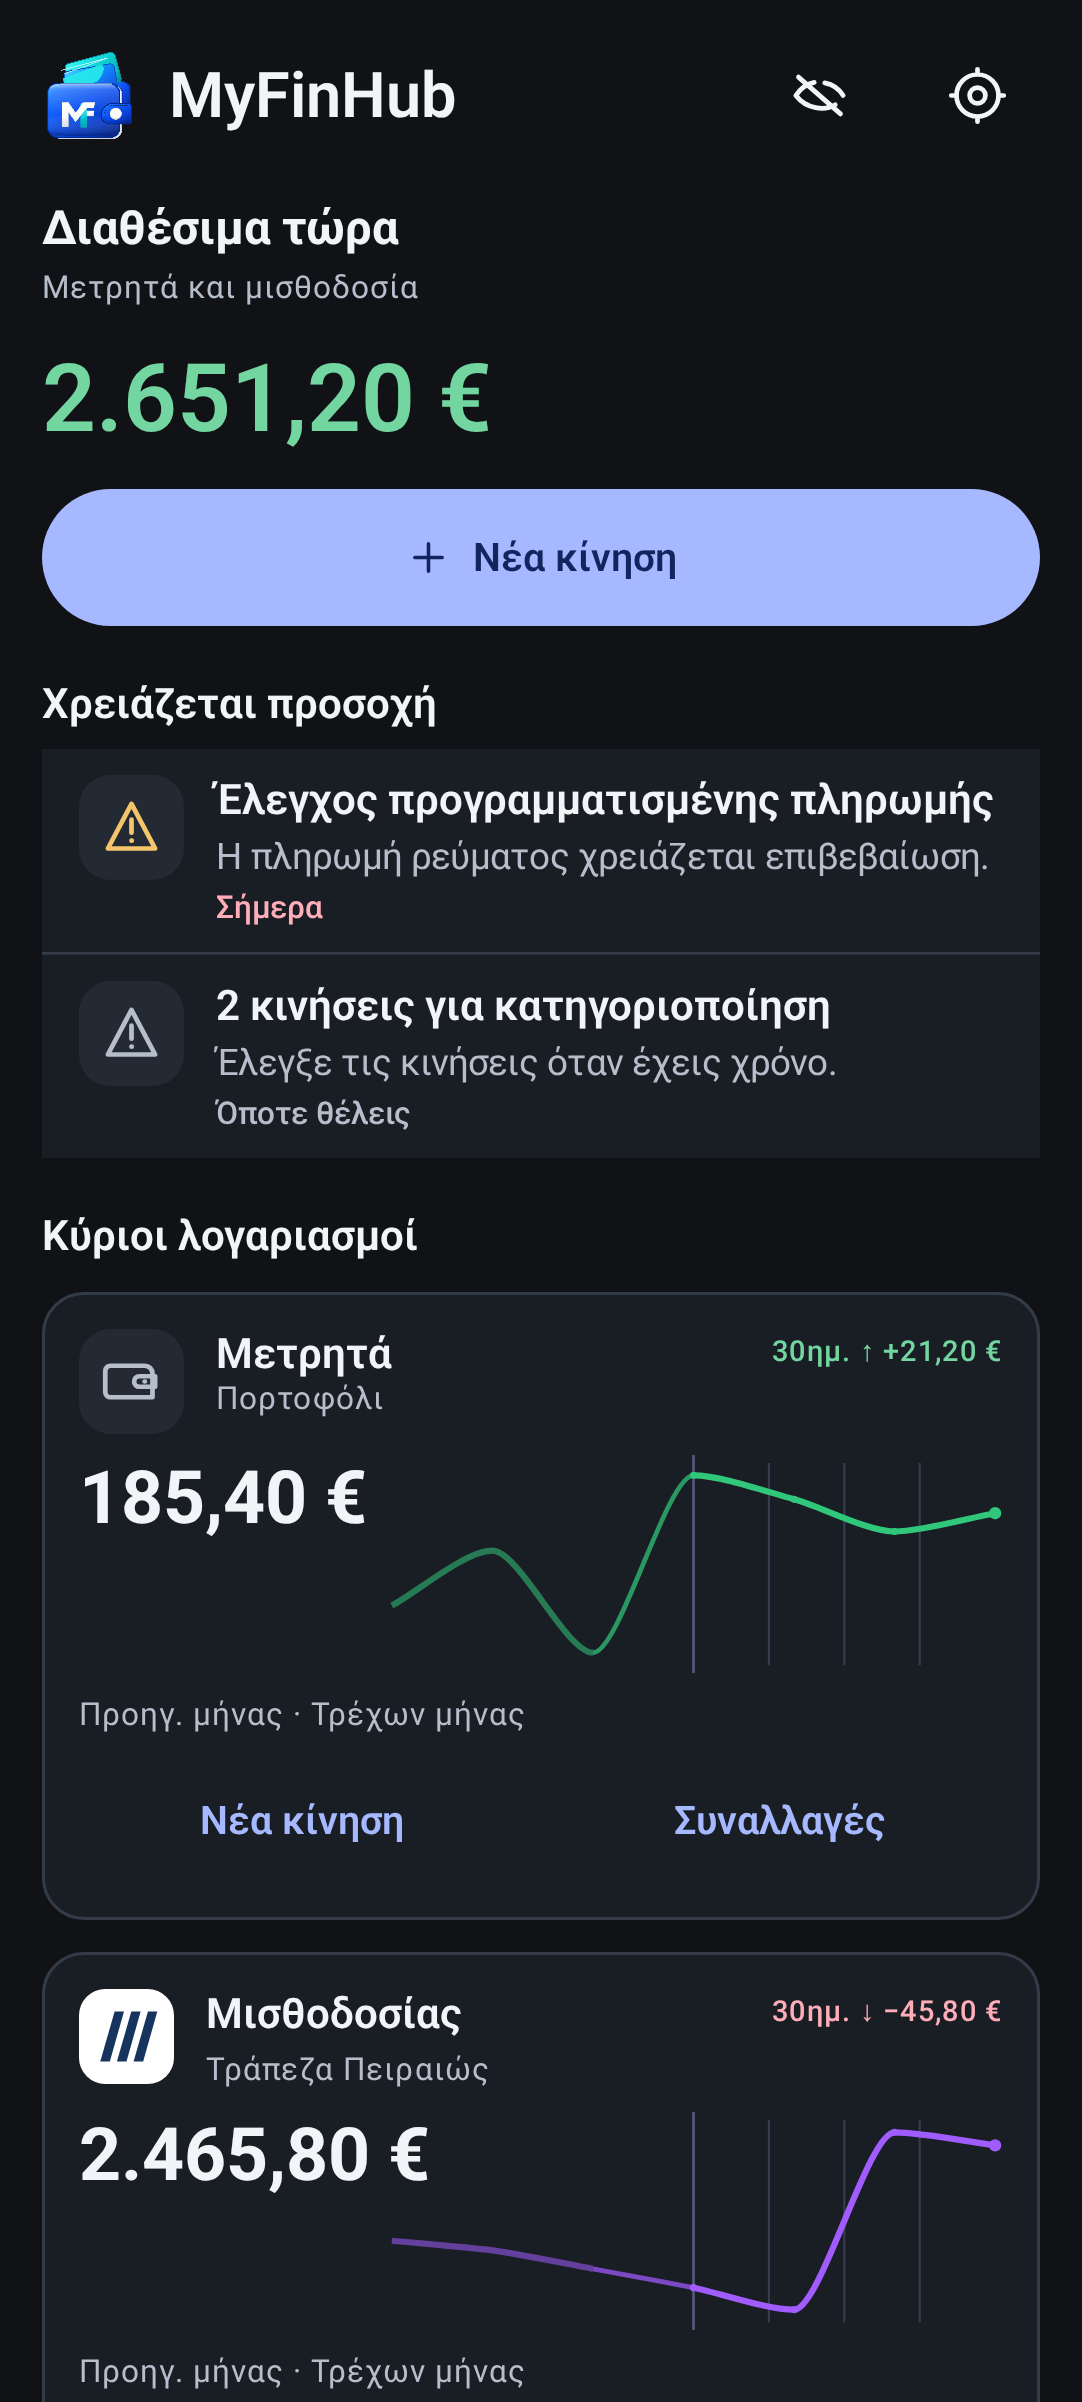 MF
MyFinHub
Διαθέσιμα τώρα
Μετρητά και μισθοδοσία
2.651,20 €
+ Νέα κίνηση
Χρειάζεται προσοχή
Έλεγχος προγραμματισμένης πληρωμής
Η πληρωμή ρεύματος χρειάζεται επιβεβαίωση.
Σήμερα
2 κινήσεις για κατηγοριοποίηση
Έλεγξε τις κινήσεις όταν έχεις χρόνο.
Όποτε θέλεις
Κύριοι λογαριασμοί
Μετρητά
30ημ. ↑ +21,20 €
Πορτοφόλι
185,40 €
Προηγ. μήνας · Τρέχων μήνας
Νέα κίνηση
Συναλλαγές
Μισθοδοσίας
30ημ. ↓ −45,80 €
Τράπεζα Πειραιώς
2.465,80 €
Προηγ. μήνας · Τρέχων μήνας